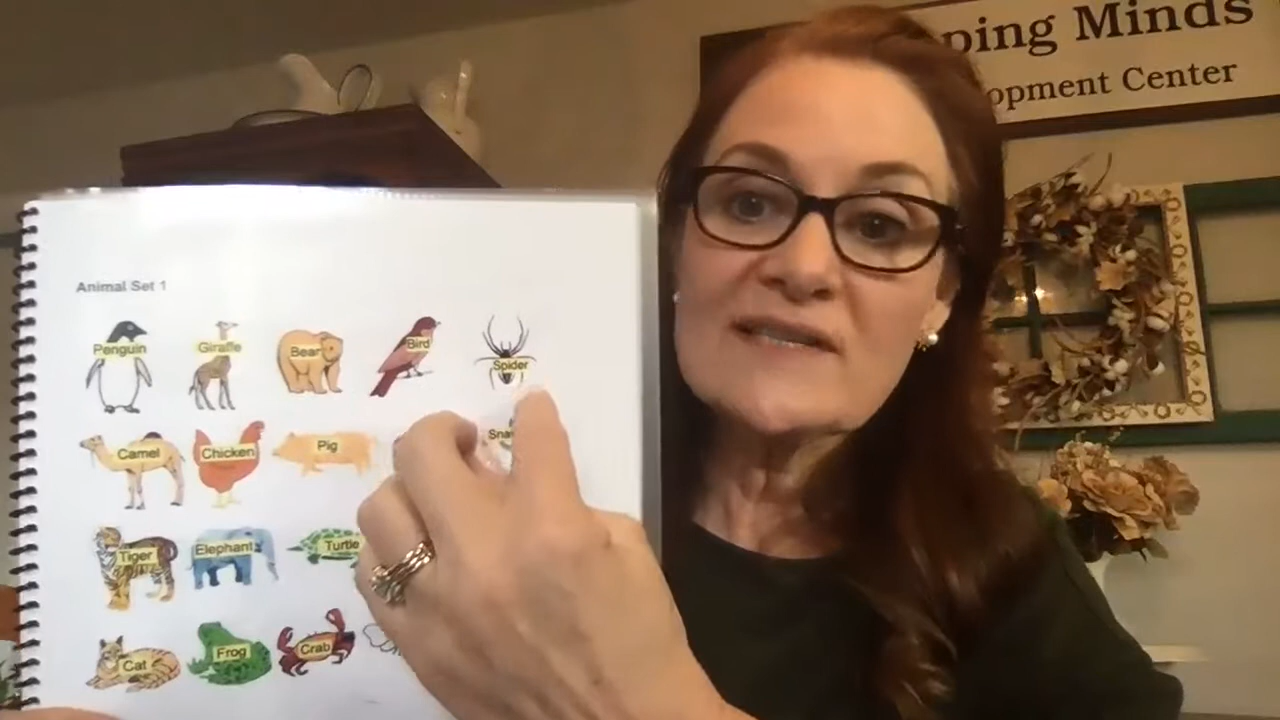 ping Minds
opment Center
Animal Set 1
Penguin Giraffe Bear Bird Spider
Camel Chicken Pig
Tiger Elephant Turtle
Cat Frog Crab